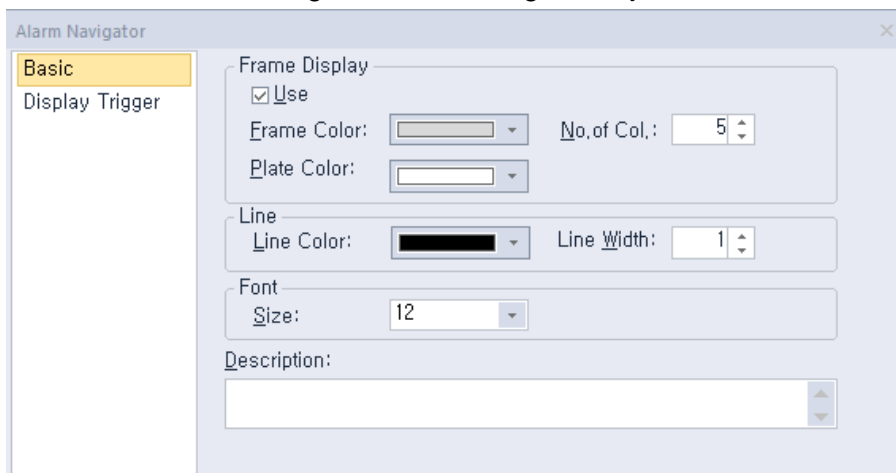 Alarm Navigator
Basic
Display Trigger
Frame Display
Use
Frame Color:
No.of Col.:
5
Plate Color:
Line
Line Color:
Line Width:
1
Font
Size:
12
Description: